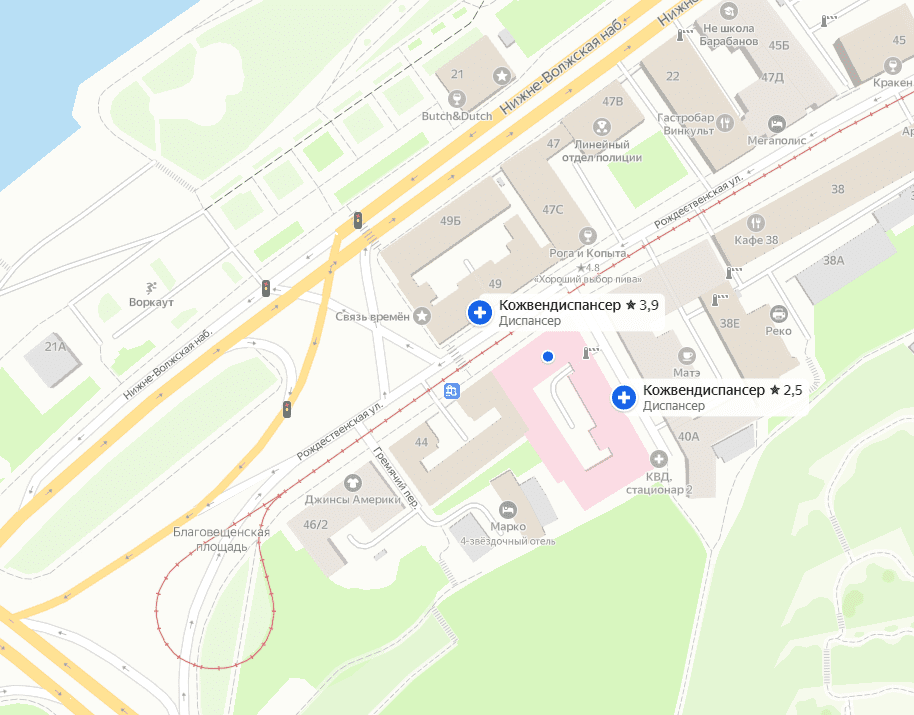 Нижне-Волжская наб.
Нижн
Не школа
Барабанов
45Б
45
47Д
Кракен
21
Butch&Dutch
22
47В
Гастробар
Винкульт
Мегаполис
Линейный
отдел полиции
47
47С
49Б
Рождественская ул.
38
Рога и Копыта
★4.8
«Хороший выбор пива»
Кафе 38
38А
49
Воркаут
Связь времён
Кожвендиспансер ★ 3,9
Диспансер
38Е
Реко
21А
Нижне-Волжская наб.
Матэ
Кожвендиспансер ★ 2,5
Диспансер
Рождественская ул.
44
40А
Гремячий пер.
КВД,
стационар 2
Джинсы Америки
46/2
Марко
4-звёздочный отель
Благовещенская
площадь